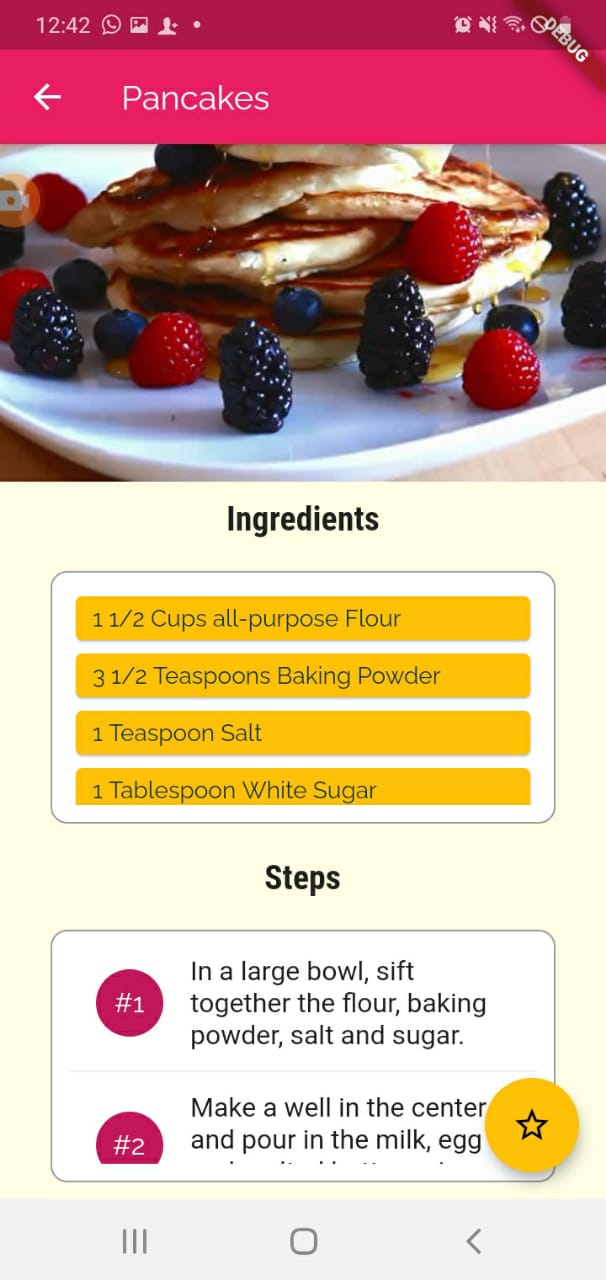 12:42
DEBUG
Pancakes
Ingredients
1 1/2 Cups all-purpose Flour
3 1/2 Teaspoons Baking Powder
1 Teaspoon Salt
1 Tablespoon White Sugar
Steps
#1
In a large bowl, sift
together the flour, baking
powder, salt and sugar.
#2
Make a well in the center
and pour in the milk, egg